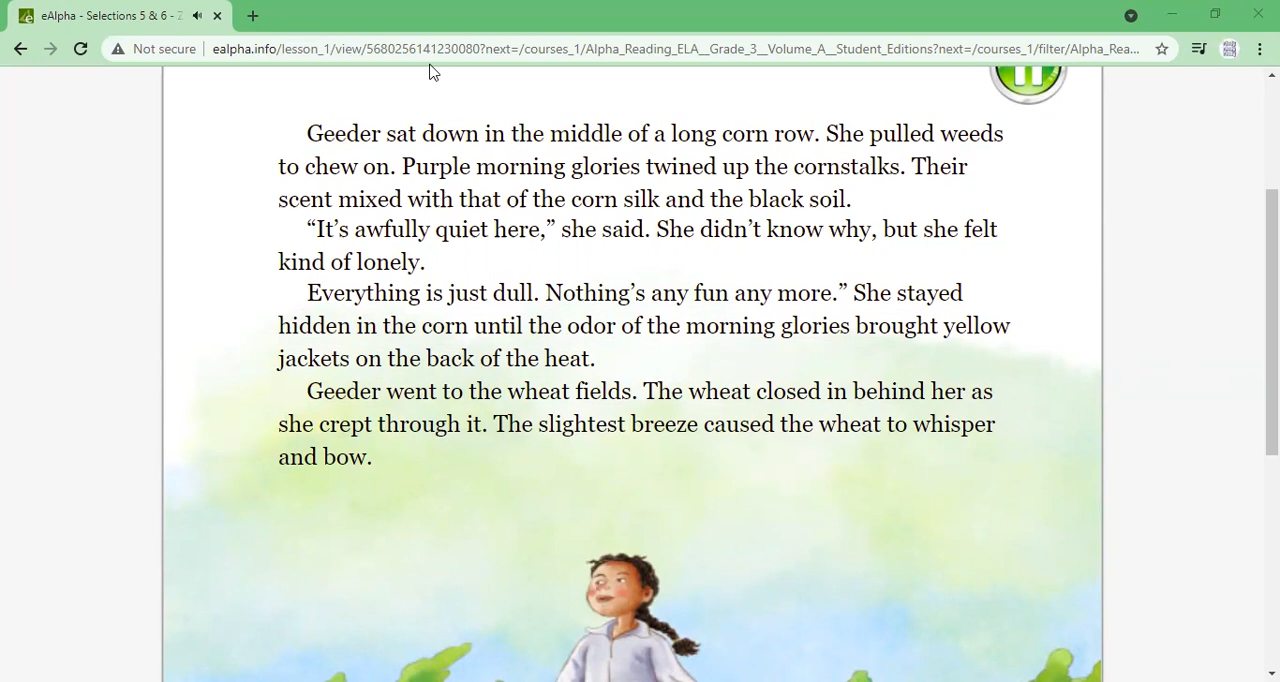 eAlpha - Selections 5 & 6 - Z
Not secure
ealpha.info/lesson_1/view/5680256141230080?next=/courses_1/Alpha_Reading_ELA__Grade_3__Volume_A__Student_Editions?next=/courses_1/filter/Alpha_Rea...
Geeder sat down in the middle of a long corn row. She pulled weeds
to chew on. Purple morning glories twined up the cornstalks. Their
scent mixed with that of the corn silk and the black soil.
“It’s awfully quiet here,” she said. She didn’t know why, but she felt
kind of lonely.
Everything is just dull. Nothing’s any fun any more.” She stayed
hidden in the corn until the odor of the morning glories brought yellow
jackets on the back of the heat.
Geeder went to the wheat fields. The wheat closed in behind her as
she crept through it. The slightest breeze caused the wheat to whisper
and bow.